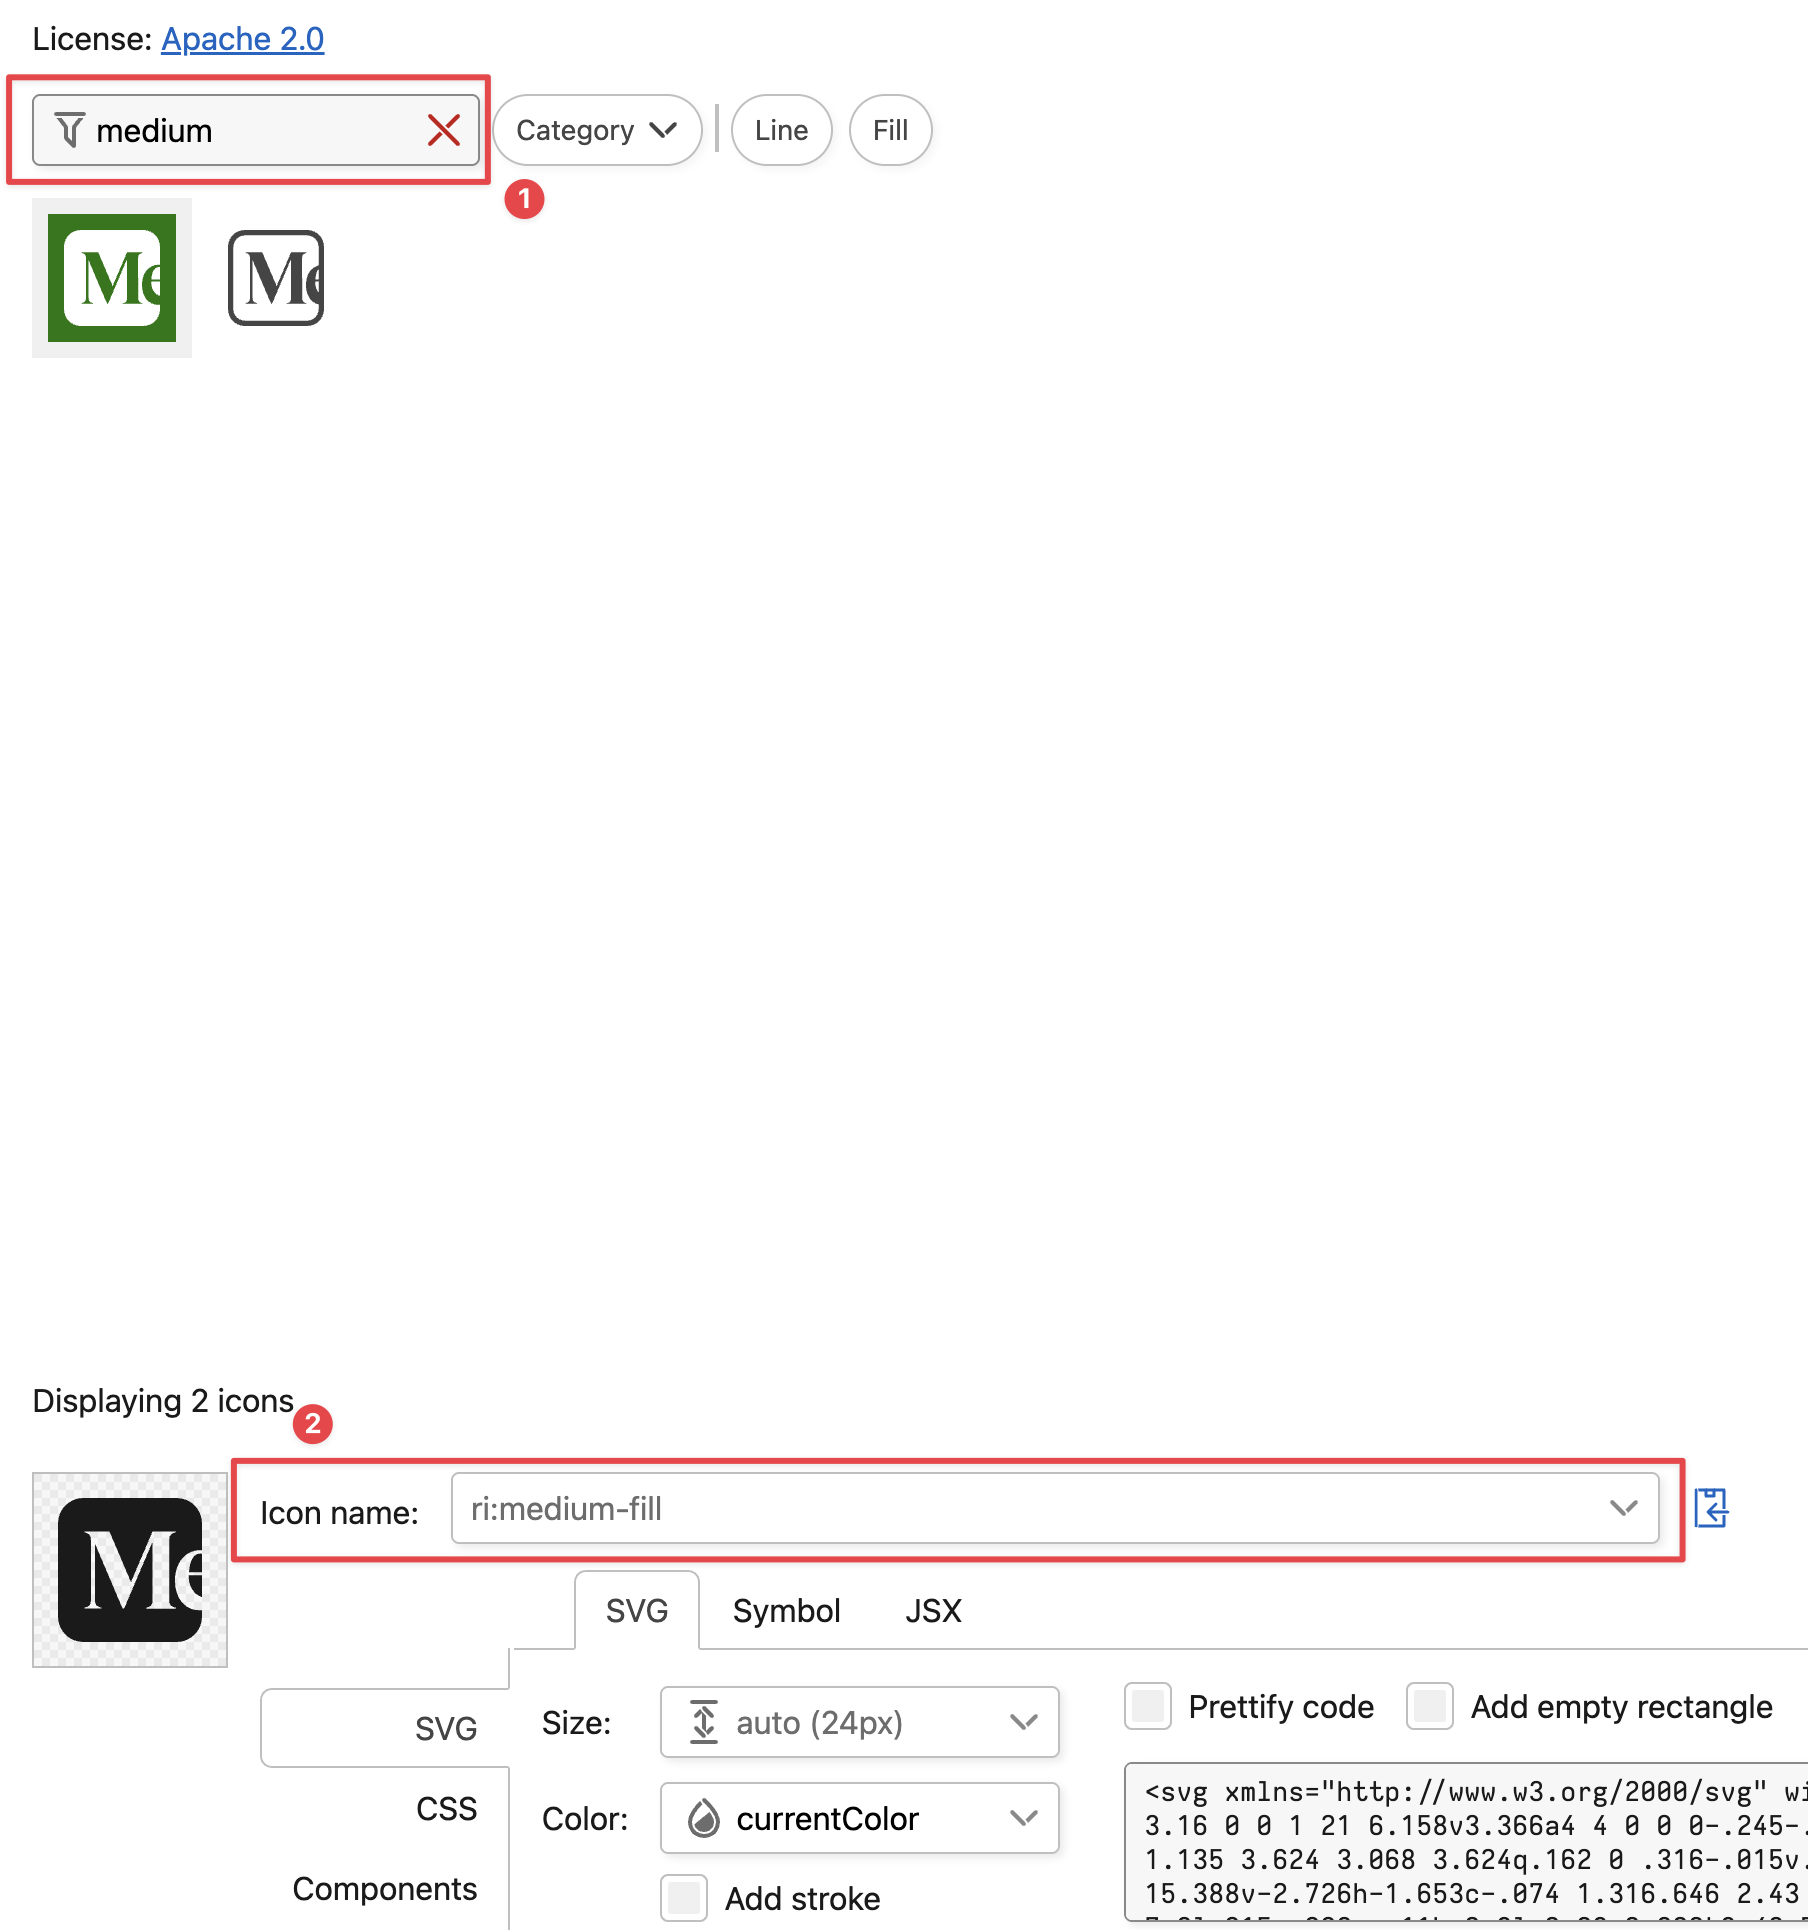 License: Apache 2.0
medium
Category
Line
Fill
1
Me
Me
Displaying 2 icons
2
Me
Icon name: ri:medium-fill
SVG Symbol JSX
SVG
CSS
Components
Size: auto (24px)
Color: currentColor
Add stroke
Prettify code Add empty rectangle
<svg xmlns="http://www.w3.org/2000/svg" wi
3.16 0 0 1 21 6.158v3.366a4 4 0 0 0-.245-.
1.135 3.624 3.068 3.624q.162 0 .316-.015v.
15.388v-2.726h-1.653c-.074 1.316.646 2.43